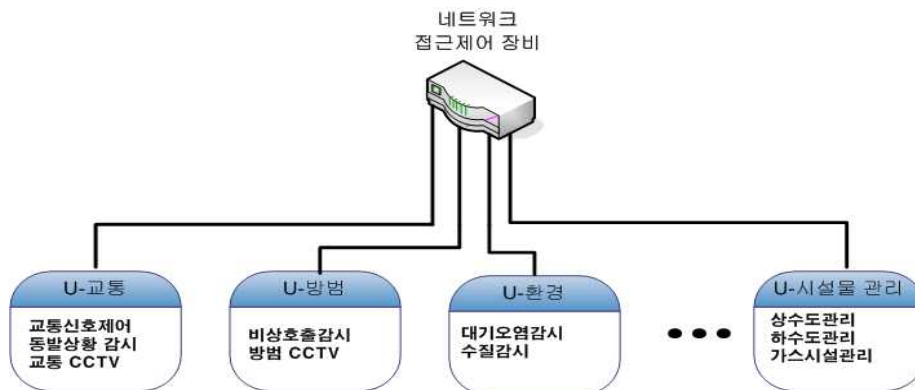 네트워크
접근제어 장비
U-교통
교통신호제어
동발상황 감시
교통 CCTV
U-방범
비상호출감시
방범 CCTV
U-환경
대기오염감시
수질감시
U-시설물 관리
상수도관리
하수도관리
가스시설관리